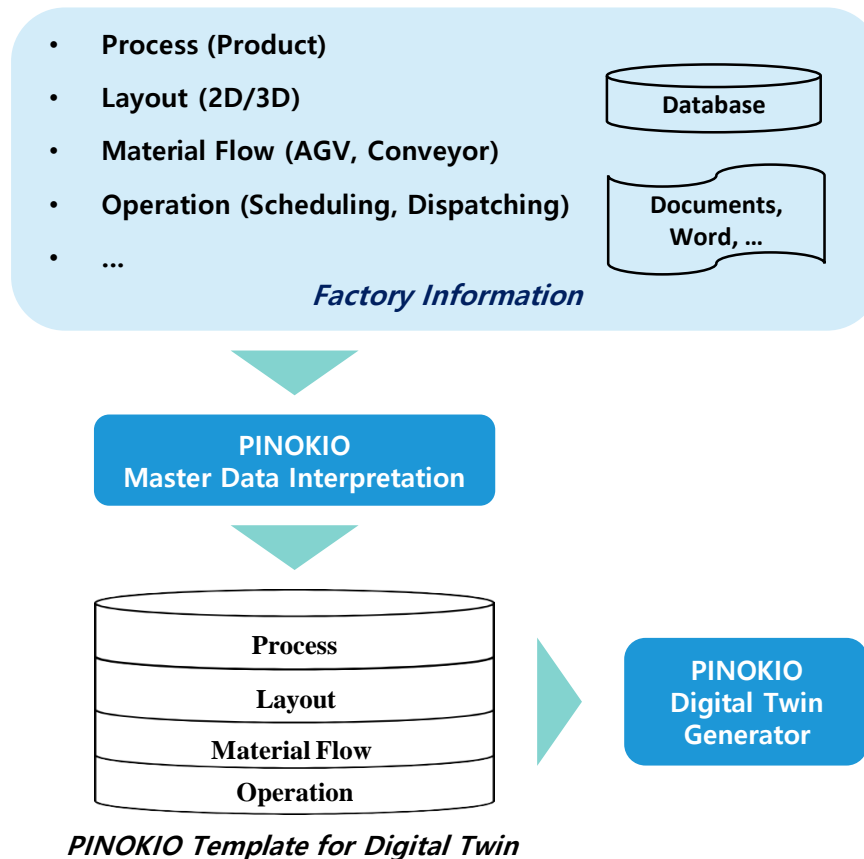 • Process (Product)
• Layout (2D/3D)
• Material Flow (AGV, Conveyor)
• Operation (Scheduling, Dispatching)
• ...
Database
Documents,
Word, ...
Factory Information
PINOKIO
Master Data Interpretation
Process
Layout
Material Flow
Operation
PINOKIO Template for Digital Twin
PINOKIO
Digital Twin
Generator